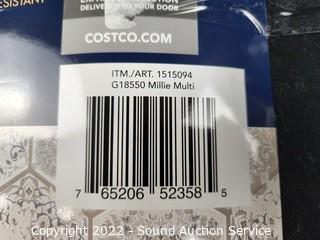 ESISTANT
DELIVERED TO YOUR DOOR
COSTCO.COM
ITM./ART. 1515094
G18550 Millie Multi
7 65206 52358 5
Copyright 2022 - Sound Auction Service